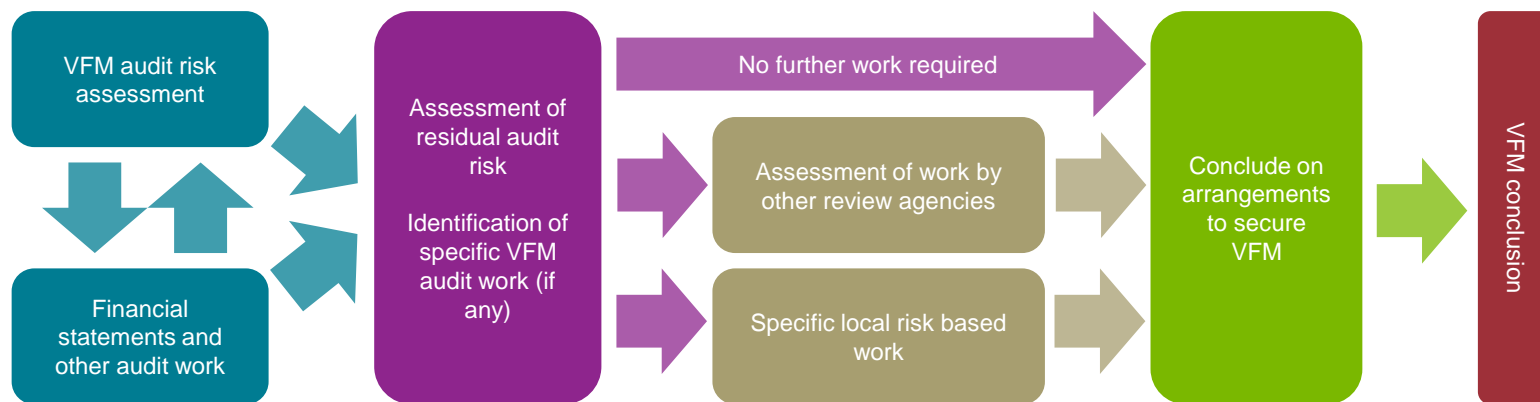 VFM audit risk
assessment
Financial
statements and
other audit work
Assessment of
residual audit
risk
Identification of
specific VFM
audit work (if
any)
No further work required
Assessment of work by
other review agencies
Specific local risk based
work
Conclude on
arrangements
to secure
VFM
VFM conclusion